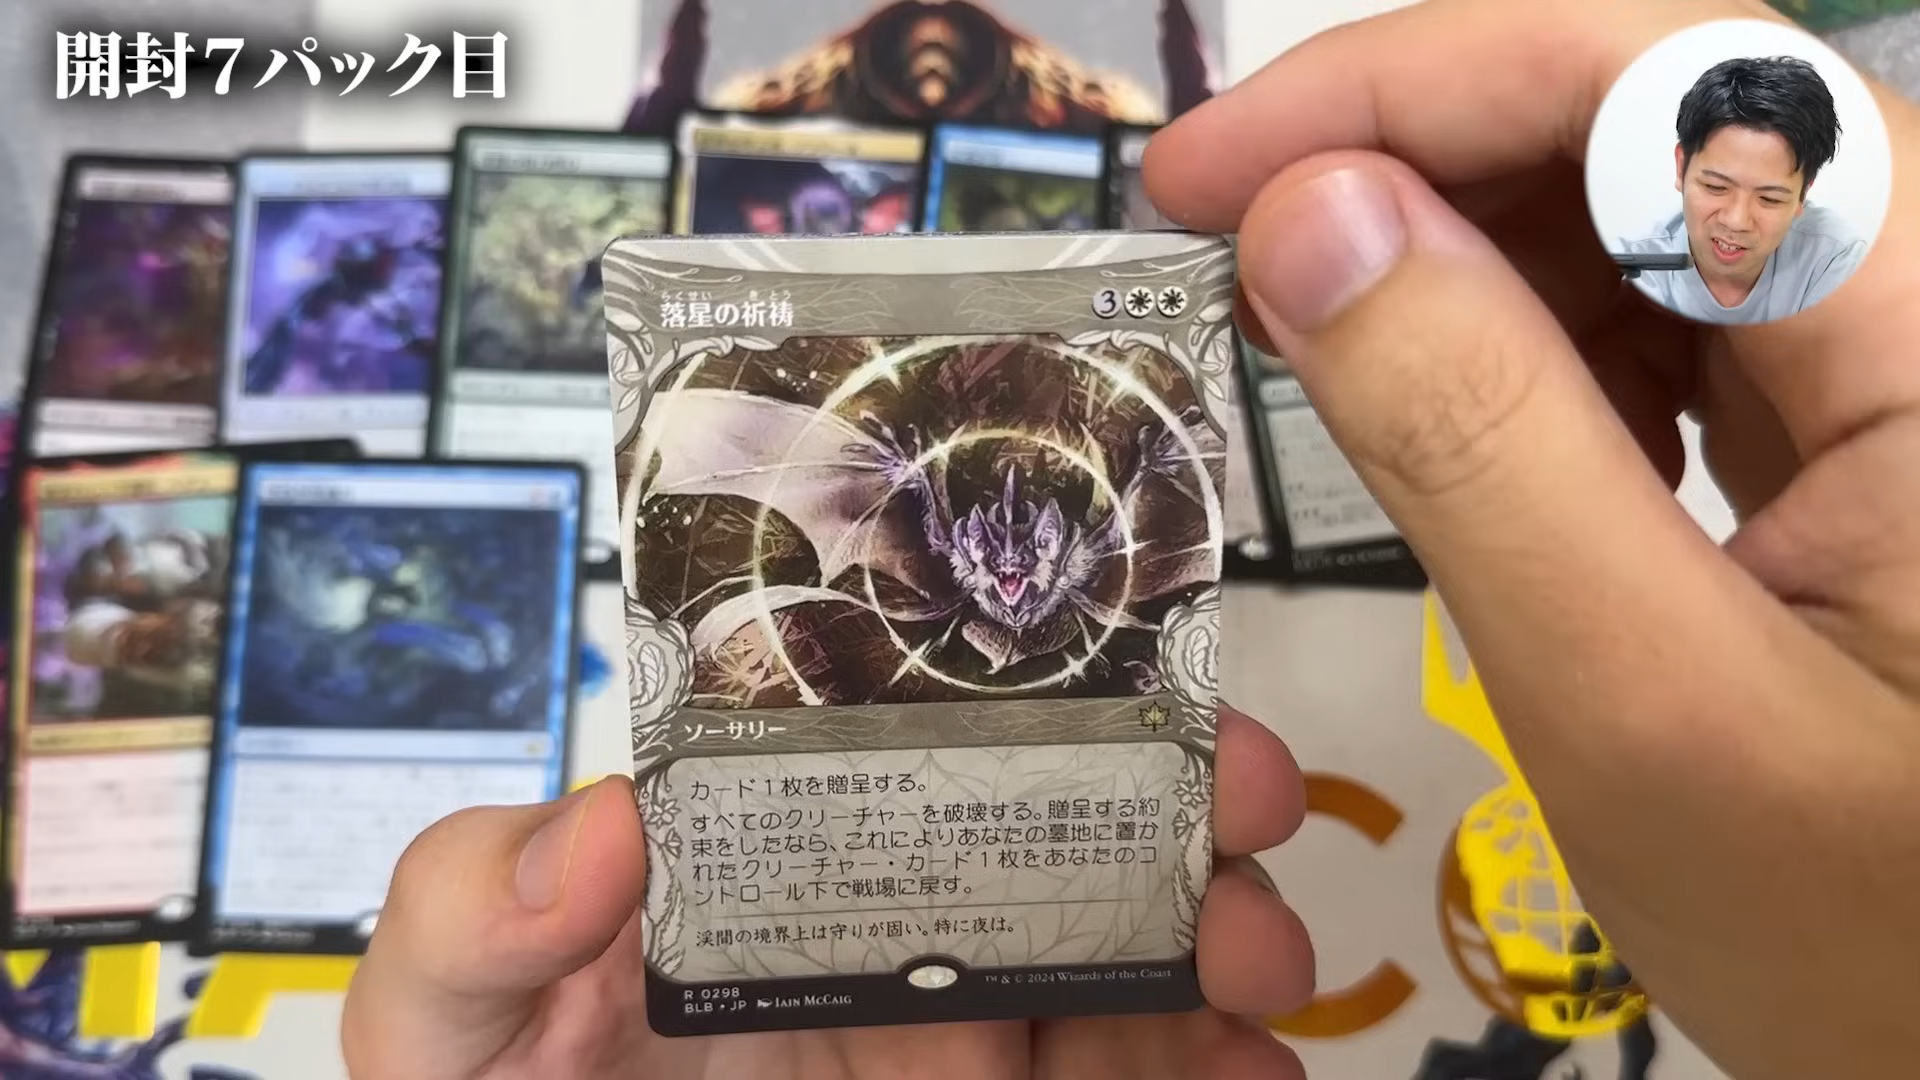 開封7パック目
らくせい きとう
落星の祈祷 3
ソーサリー
カード1枚を贈呈する。
すべてのクリーチャーを破壊する。贈呈する約
束をしたなら、これによりあなたの墓地に置か
れたクリーチャー・カード1枚をあなたのコ
ントロール下で戦場に戻す。
渓間の境界上は守りが固い。特に夜は。
R 0298
BLB • JP Iain McCaig
™ & © 2024 Wizards of the Coast